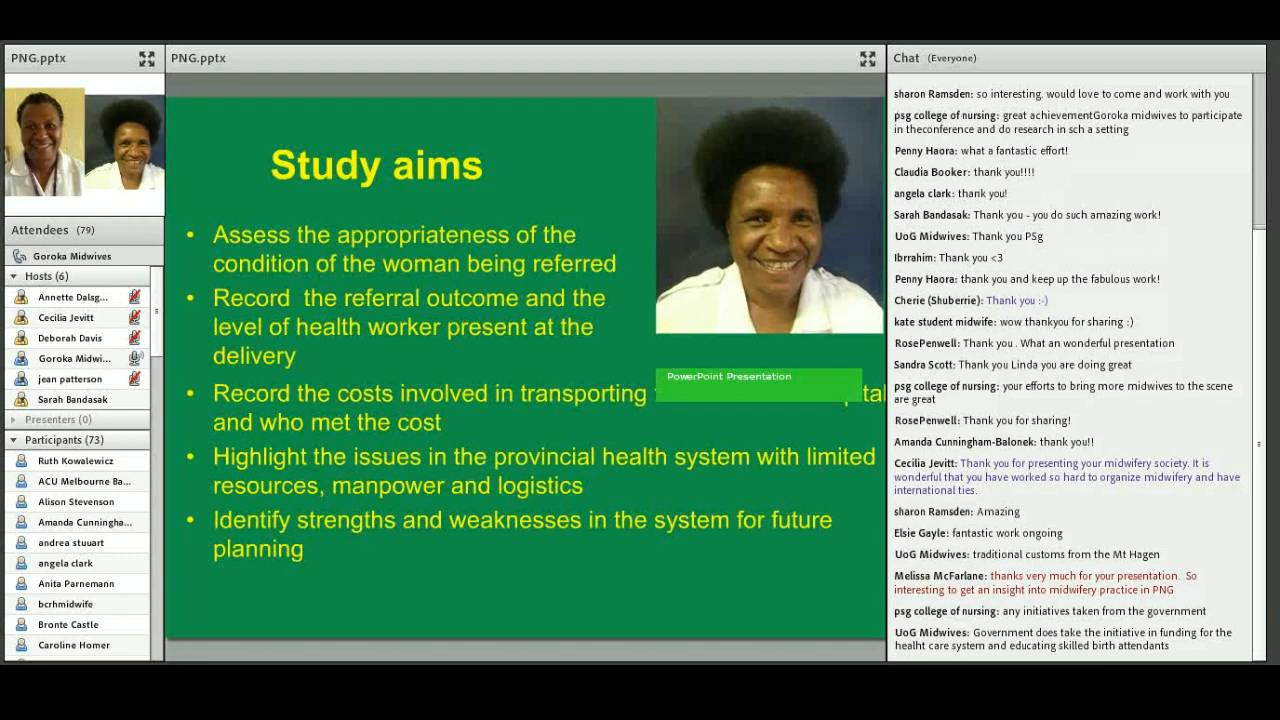 PNG.pptx
Attendees (79)
Goroka Midwives
Hosts (6)
Annette Dalsg...
Cecilia Jevitt
Deborah Davis
Goroka Midwi...
jean patterson
Sarah Bandasak
Presenters (0)
Participants (73)
Ruth Kowalewicz
ACU Melbourne Ba...
Alison Stevenson
Amanda Cunningha...
andrea stuuart
angela clark
Anita Parnemann
bcrhmidwife
Bronte Castle
Caroline Homer
PNG.pptx
Study aims
• Assess the appropriateness of the
condition of the woman being referred
• Record the referral outcome and the
level of health worker present at the
delivery
PowerPoint Presentation
• Record the costs involved in transporting
and who met the cost
• Highlight the issues in the provincial health system with limited
resources, manpower and logistics
• Identify strengths and weaknesses in the system for future
planning
Chat (Everyone)
sharon Ramsden: so interesting. would love to come and work with you
psg college of nursing: great achievementGoroka midwives to participate
in theconference and do research in sch a setting
Penny Haora: what a fantastic effort!
Claudia Booker: thank you!!!!
angela clark: thank you!
Sarah Bandasak: Thank you - you do such amazing work!
UoG Midwives: Thank you PSg
Ibrrahim: Thank you <3
Penny Haora: thank you and keep up the fabulous work!
Cherie (Shuberrie): Thank you :-)
kate student midwife: wow thankyou for sharing :)
RosePenwell: Thank you . What an wonderful presentation
Sandra Scott: Thank you Linda you are doing great
psg college of nursing: your efforts to bring more midwives to the scene
are great
RosePenwell: Thank you for sharing!
Amanda Cunningham-Balonek: thank you!!
Cecilia Jevitt: Thank you for presenting your midwifery society. It is
wonderful that you have worked so hard to organize midwifery and have
international ties.
sharon Ramsden: Amazing
Elsie Gayle: fantastic work ongoing
UoG Midwives: traditional customs from the Mt Hagen
Melissa McFarlane: thanks very much for your presentation. So
interesting to get an insight into midwifery practice in PNG
psg college of nursing: any initiatives taken from the government
UoG Midwives: Government does take the initiative in funding for the
healht care system and educating skilled birth attendants